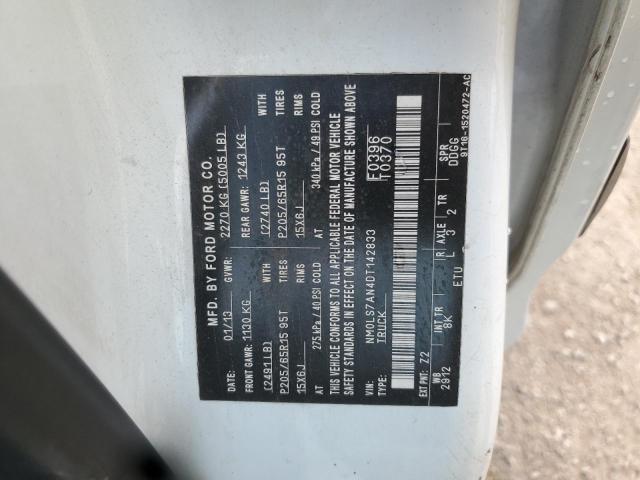 MFD. BY FORD MOTOR CO.
DATE: 01/13 GVWR: 2270 KG (5005 LB)
FRONT GAWR: 1130 KG REAR GAWR: 1243 KG
(2491 LB) WITH (2740 LB) WITH
P205/65R15 95T TIRES P205/65R15 95T TIRES
15X6J RIMS 15X6J RIMS
AT 275 kPa / 40 PSI COLD AT 340 kPa / 49 PSI COLD
THIS VEHICLE CONFORMS TO ALL APPLICABLE FEDERAL MOTOR VEHICLE
SAFETY STANDARDS IN EFFECT ON THE DATE OF MANUFACTURE SHOWN ABOVE
VIN: NM0LS7AN4DT142833 F0396
TYPE: TRUCK T0370
EXT PNT: Z2
WB INT TR R AXLE TR SPR
2912 8K L 3 2 DDGG
ETU 9T16-1520472-AC